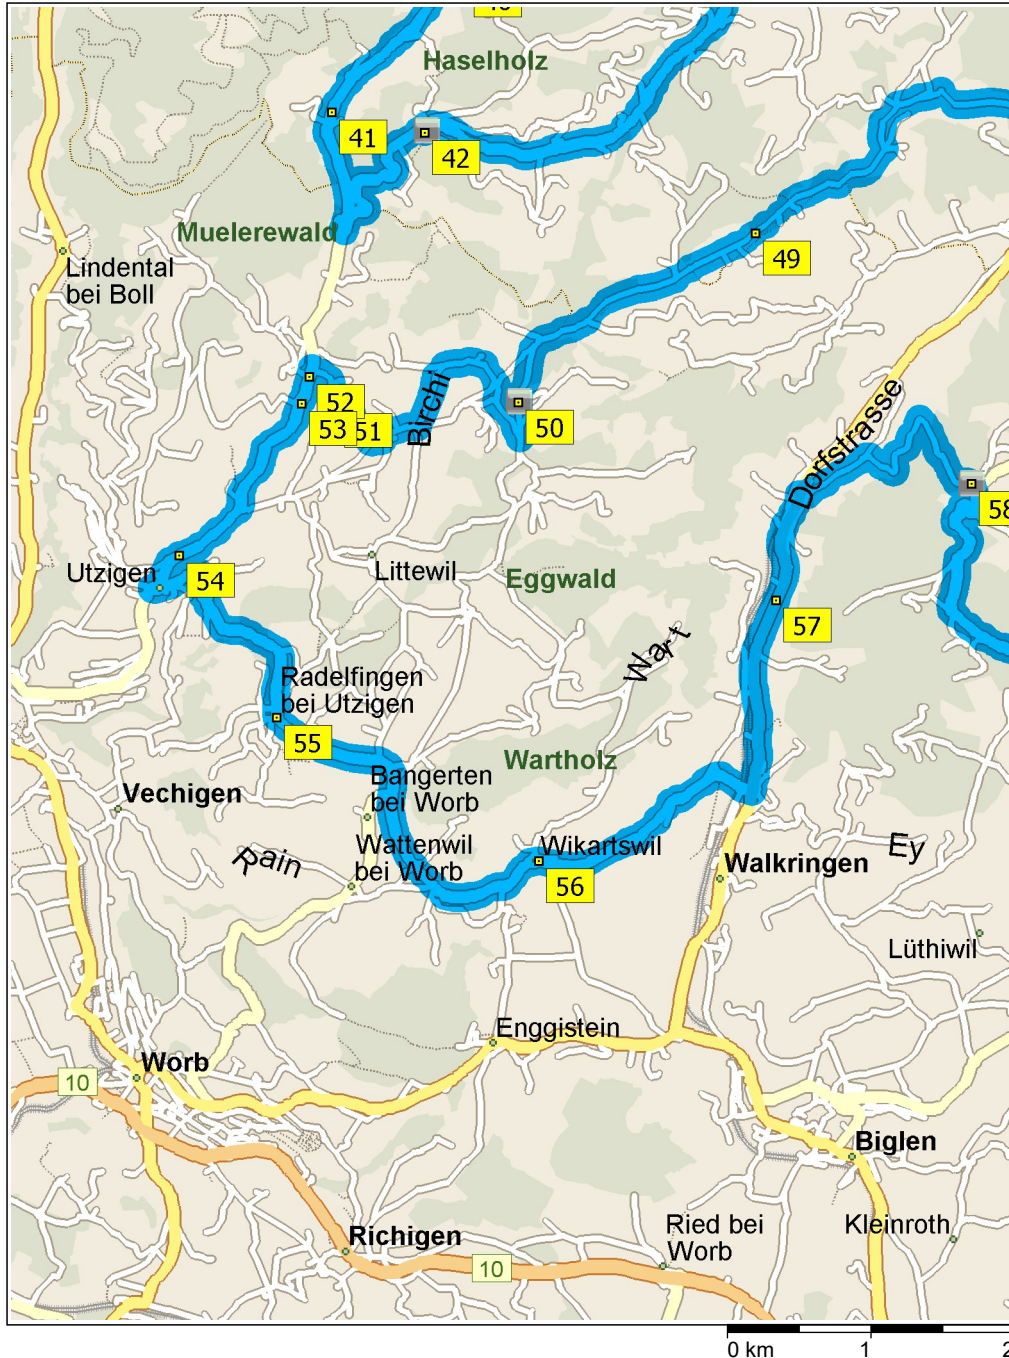 Haselholz
41
42
Muelerewald
49
Lindental
bei Boll
52
53
51
Birchi
50
Dorfstrasse
58
Utzigen
54
Littewil
Eggwald
57
Wart
Radelfingen
bei Utzigen
55
Wartholz
Bangerten
bei Worb
Vechigen
Wattenwil
bei Worb
Rain
Wikartswil
56
Ey
Walkringen
Lüthiwil
Enggistein
Worb
10
Biglen
Richigen
Ried bei
Worb
Kleinroth
10
0 km
1
2